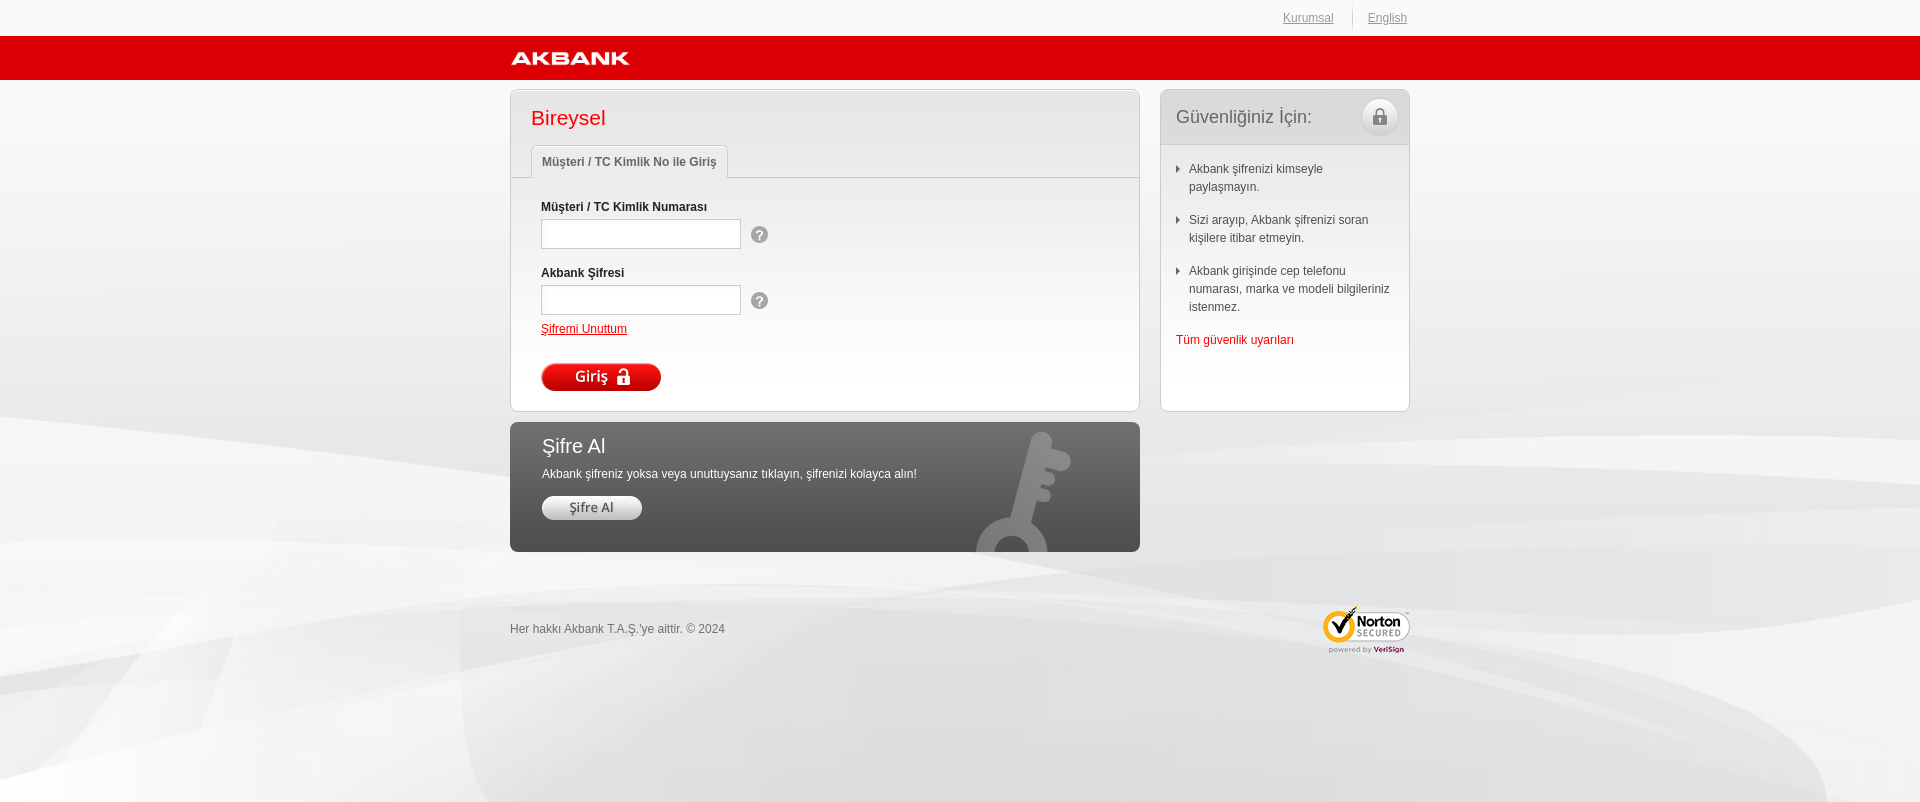 Kurumsal
English
AKBANK
Bireysel
Müşteri / TC Kimlik No ile Giriş
Müşteri / TC Kimlik Numarası
?
Akbank Şifresi
?
Şifremi Unuttum
Giriş
Güvenliğiniz İçin:
Akbank şifrenizi kimseyle
paylaşmayın.
Sizi arayıp, Akbank şifrenizi soran
kişilere itibar etmeyin.
Akbank girişinde cep telefonu
numarası, marka ve modeli bilgileriniz
istenmez.
Tüm güvenlik uyarıları
Şifre Al
Akbank şifreniz yoksa veya unuttuysanız tıklayın, şifrenizi kolayca alın!
Şifre Al
Her hakkı Akbank T.A.Ş.'ye aittir. © 2024
Norton
SECURED
powered by VeriSign